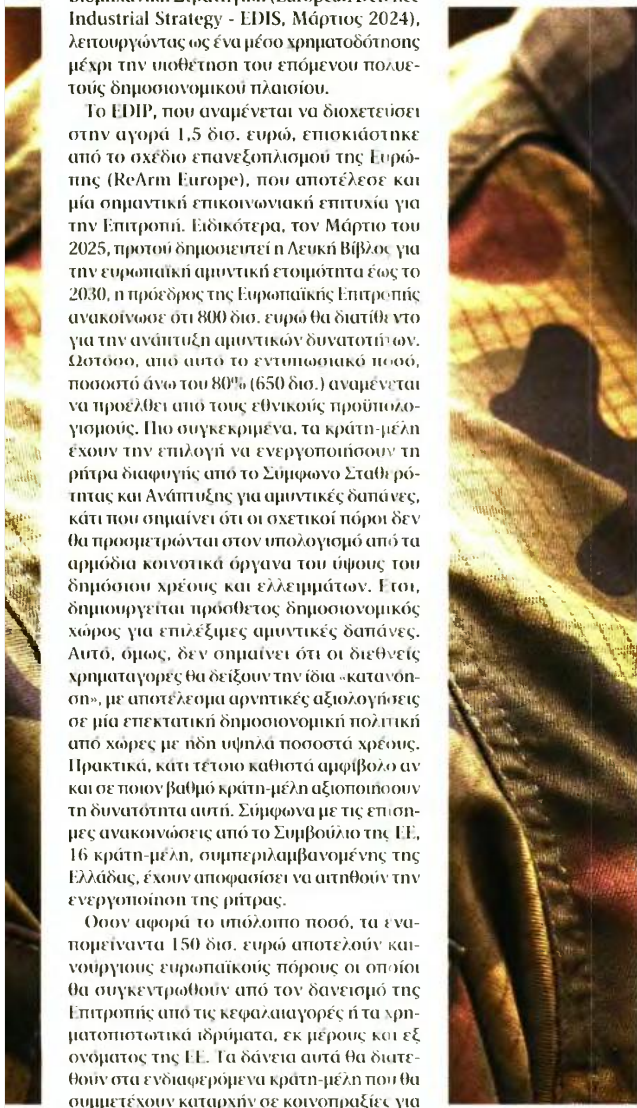 Industrial Strategy - EDIS, Μάρτιος 2024),
λειτουργώντας ως ένα μέσο χρηματοδότησης
μέχρι την υιοθέτηση του επόμενου πολυε-
τούς δημοσιονομικού πλαισίου.
Το EDIP, που αναμένεται να διοχετεύσει
στην αγορά 1,5 δισ. ευρώ, επισκιάστηκε
από το σχέδιο επανεξοπλισμού της Ευρώ-
πης (ReArm Europe), που αποτέλεσε και
μία σημαντική επικοινωνιακή επιτυχία για
την Επιτροπή. Ειδικότερα, τον Μάρτιο του
2025, προτού δημοσιευτεί η Λευκή Βίβλος για
την ευρωπαϊκή αμυντική ετοιμότητα έως το
2030, η πρόεδρος της Ευρωπαϊκής Επιτροπής
ανακοίνωσε ότι 800 δισ. ευρώ θα διατίθεντο
για την ανάπτυξη αμυντικών δυνατοτήτων.
Ωστόσο, από αυτό το εντυπωσιακό ποσό,
ποσοστό άνω του 80% (650 δισ.) αναμένεται
να προέλθει από τους εθνικούς προϋπολο-
γισμούς. Πιο συγκεκριμένα, τα κράτη-μέλη
έχουν την επιλογή να ενεργοποιήσουν τη
ρήτρα διαφυγής από το Σύμφωνο Σταθερό-
τητας και Ανάπτυξης για αμυντικές δαπάνες,
κάτι που σημαίνει ότι οι σχετικοί πόροι δεν
θα προσμετρώνται στον υπολογισμό από τα
αρμόδια κοινοτικά όργανα του ύψους του
δημόσιου χρέους και ελλειμμάτων. Ετσι,
δημιουργείται πρόσθετος δημοσιονομικός
χώρος για επιλέξιμες αμυντικές δαπάνες.
Αυτό, όμως, δεν σημαίνει ότι οι διεθνείς
χρηματαγορές θα δείξουν την ίδια «κατανόη-
ση», με αποτέλεσμα αρνητικές αξιολογήσεις
σε μία επεκτατική δημοσιονομική πολιτική
από χώρες με ήδη υψηλά ποσοστά χρέους.
Πρακτικά, κάτι τέτοιο καθιστά αμφίβολο αν
και σε ποιον βαθμό κράτη-μέλη αξιοποιήσουν
τη δυνατότητα αυτή. Σύμφωνα με τις επίση-
μες ανακοινώσεις από το Συμβούλιο της ΕΕ,
16 κράτη-μέλη, συμπεριλαμβανομένης της
Ελλάδας, έχουν αποφασίσει να αιτηθούν την
ενεργοποίηση της ρήτρας.
Οσον αφορά το υπόλοιπο ποσό, τα ενα-
πομείναντα 150 δισ. ευρώ αποτελούν και-
νούργιους ευρωπαϊκούς πόρους οι οποίοι
θα συγκεντρωθούν από τον δανεισμό της
Επιτροπής από τις κεφαλαιαγορές ή τα χρη-
ματοπιστωτικά ιδρύματα, εκ μέρους και εξ
ονόματος της ΕΕ. Τα δάνεια αυτά θα διατε-
θούν στα ενδιαφερόμενα κράτη-μέλη που θα
συμμετέχουν καταρχήν σε κοινοπραξίες για